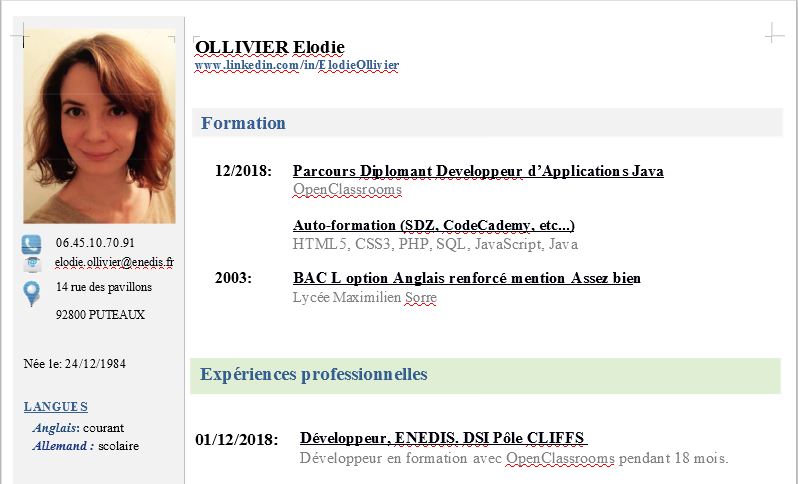 OLLIVIER Elodie
www.linkedin.com/in/ElodieOllivier
06.45.10.70.91
elodie.ollivier@enedis.fr
14 rue des pavillons
92800 PUTEAUX
Née le: 24/12/1984
LANGUES
Anglais: courant
Allemand : scolaire
Formation
12/2018: Parcours Diplomant Developpeur d’Applications Java
OpenClassrooms
Auto-formation (SDZ, CodeCademy, etc...)
HTML5, CSS3, PHP, SQL, JavaScript, Java
2003: BAC L option Anglais renforcé mention Assez bien
Lycée Maximilien Sorre
Expériences professionnelles
01/12/2018: Développeur, ENEDIS. DSI Pôle CLIFFS
Développeur en formation avec OpenClassrooms pendant 18 mois.